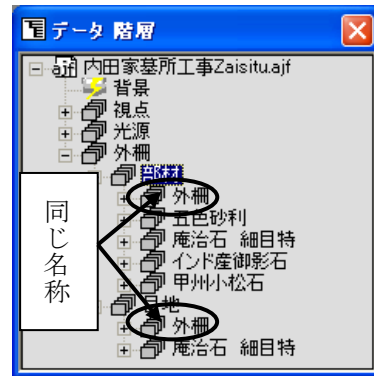 データ 階層
内田家墓所工事Zaisitu.ajf
背景
視点
光源
外柵
部材
外柵
五色砂利
庵治石 細目特
インド産御影石
甲州小松石
地
外柵
庵治石 細目特
同じ名称